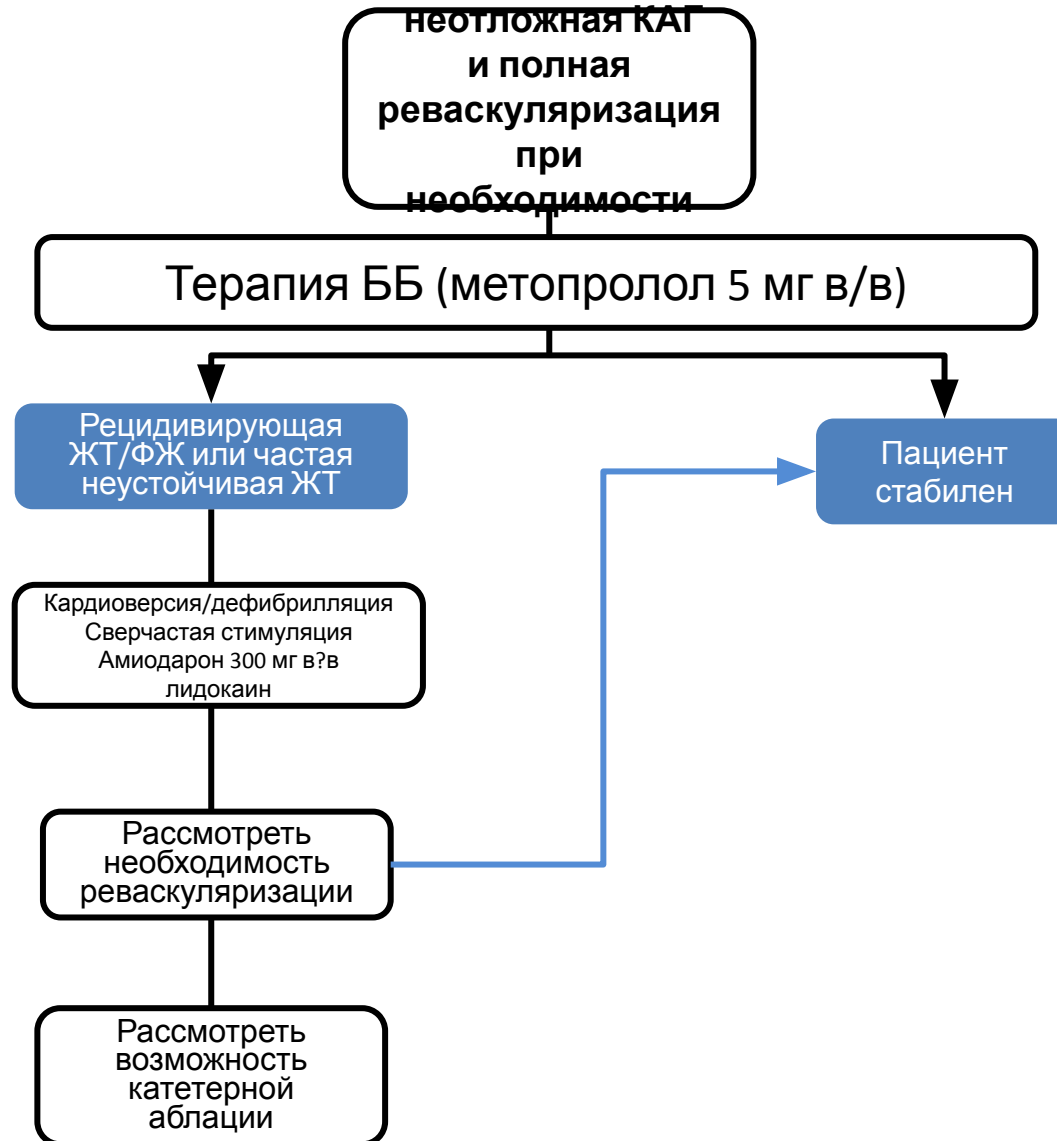 неотложная КАГ
и полная
реваскуляризация
при
необходимости
Терапия ББ (метопролол 5 мг в/в)
Рецидивирующая
ЖТ/ФЖ или частая
неустойчивая ЖТ
Пациент
стабилен
Кардиоверсия/дефибрилляция
Сверчастая стимуляция
Амиодарон 300 мг в?в
лидокаин
Рассмотреть
необходимость
реваскуляризации
Рассмотреть
возможность
катетерной
аблации